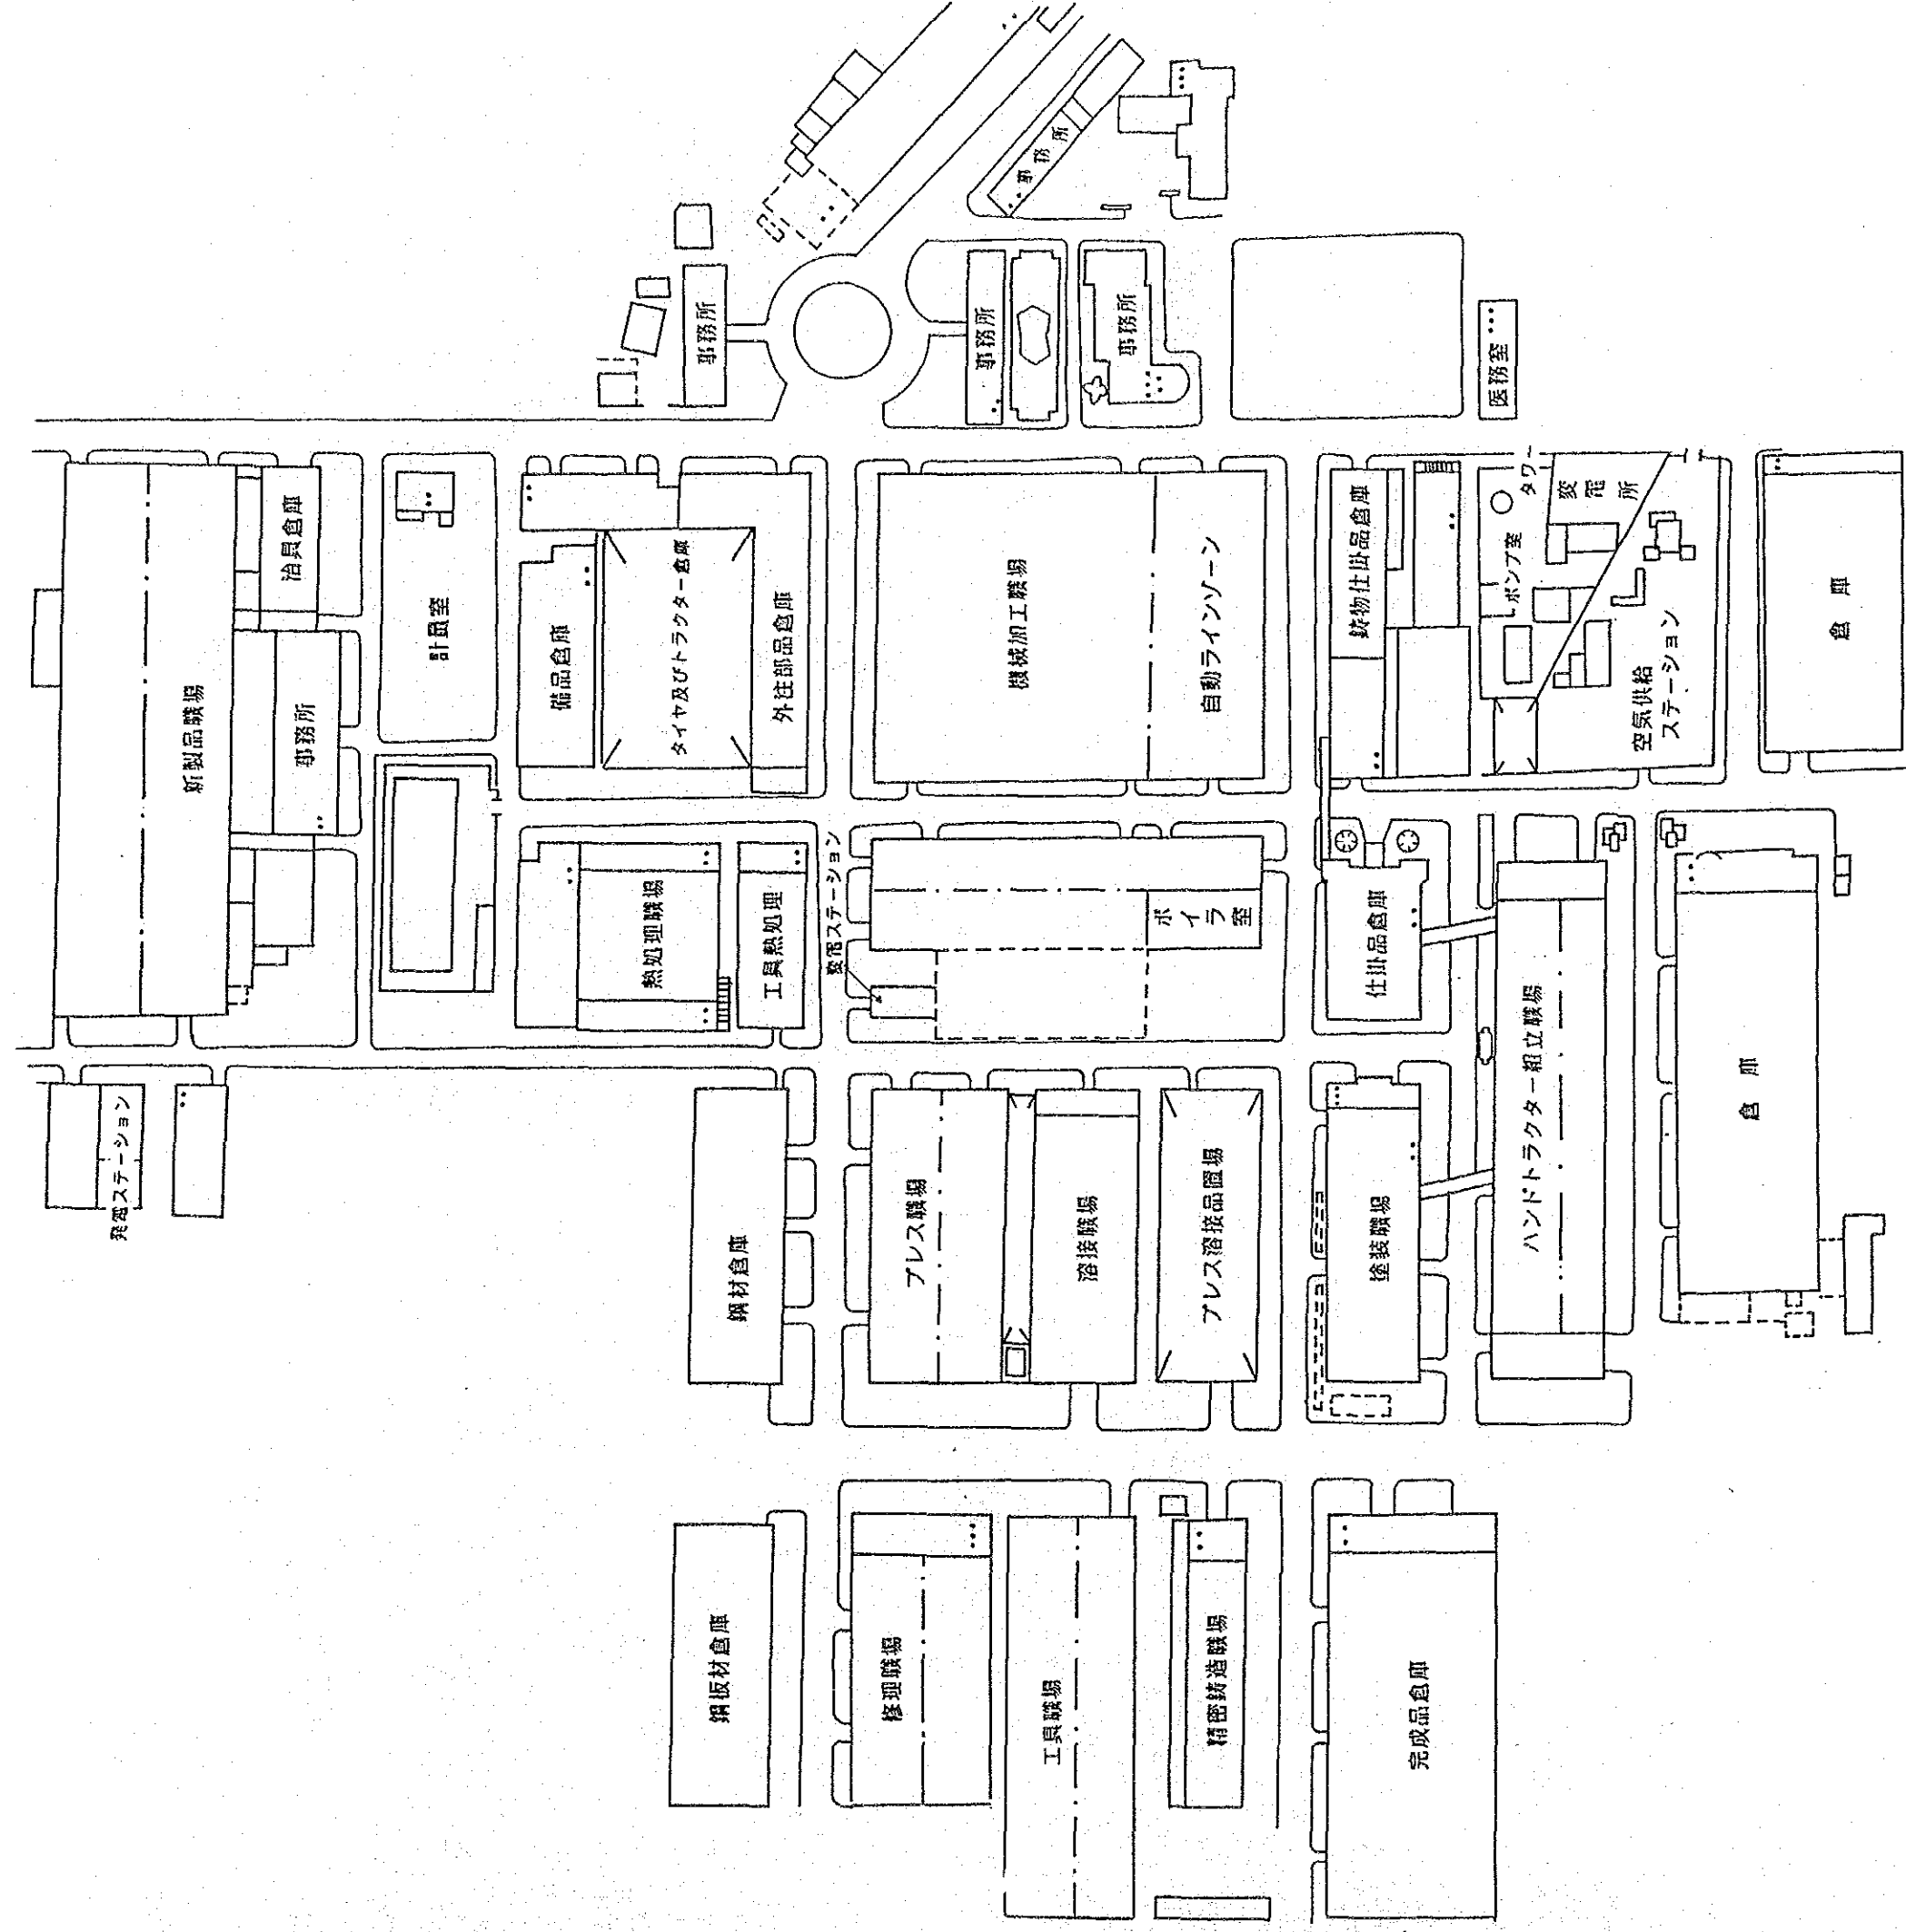 事務所
事務所
事務所
事務所
医務室
新製品職場
治具倉庫
事務所
計量室
備品倉庫
タイヤ及びトラクター倉庫
外注部品倉庫
機械加工職場
自動ラインゾーン
鋳物仕掛品倉庫
ポンプ室
タワー
変電所
空気供給
ステーション
倉庫
熱処理職場
工具熱処理
変電ステーション
ボイラ室
仕掛品倉庫
ハンドトラクター組立職場
倉庫
発電ステーション
鋼材倉庫
プレス職場
溶接職場
プレス溶接品置場
塗装職場
鋼板材倉庫
修理職場
工具職場
精密鋳造職場
完成品倉庫